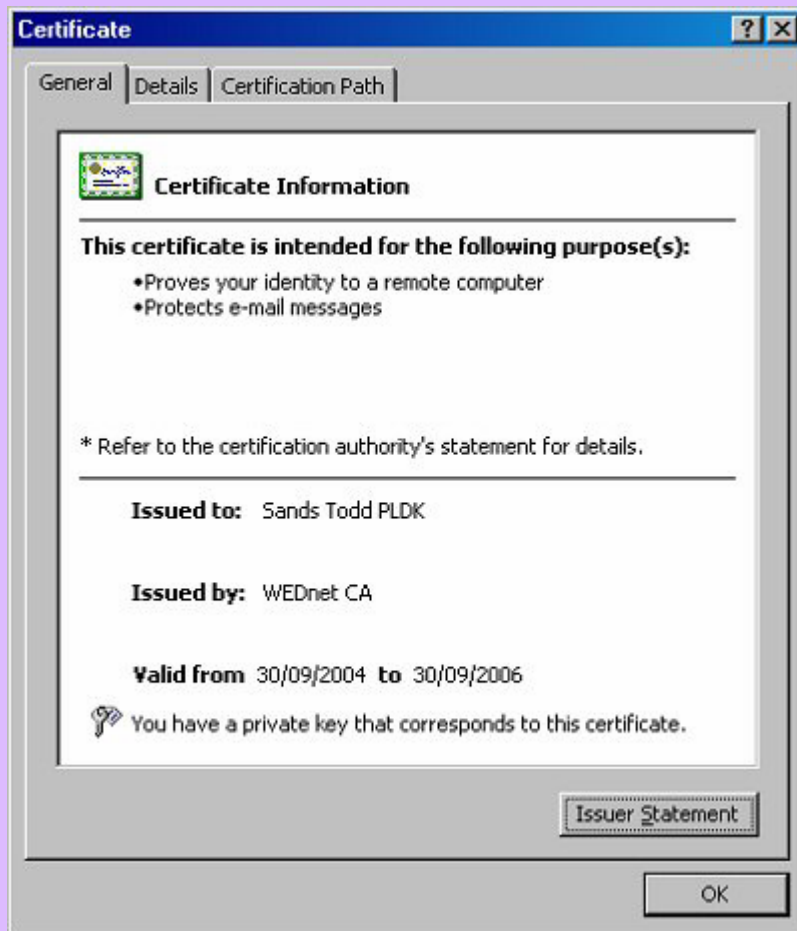 Certificate
General Details Certification Path
Certificate Information
This certificate is intended for the following purpose(s):
•Proves your identity to a remote computer
•Protects e-mail messages
* Refer to the certification authority's statement for details.
Issued to: Sands Todd PLDK
Issued by: WEDnet CA
Valid from 30/09/2004 to 30/09/2006
You have a private key that corresponds to this certificate.
Issuer Statement
OK